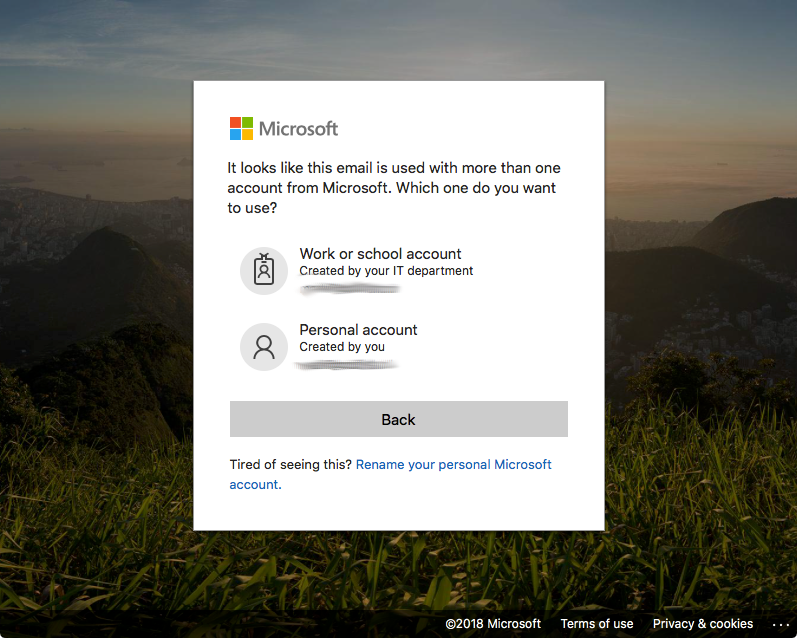 Microsoft
It looks like this email is used with more than one
account from Microsoft. Which one do you want
to use?
Work or school account
Created by your IT department
Personal account
Created by you
Back
Tired of seeing this? Rename your personal Microsoft
account.
©2018 Microsoft Terms of use Privacy & cookies ...